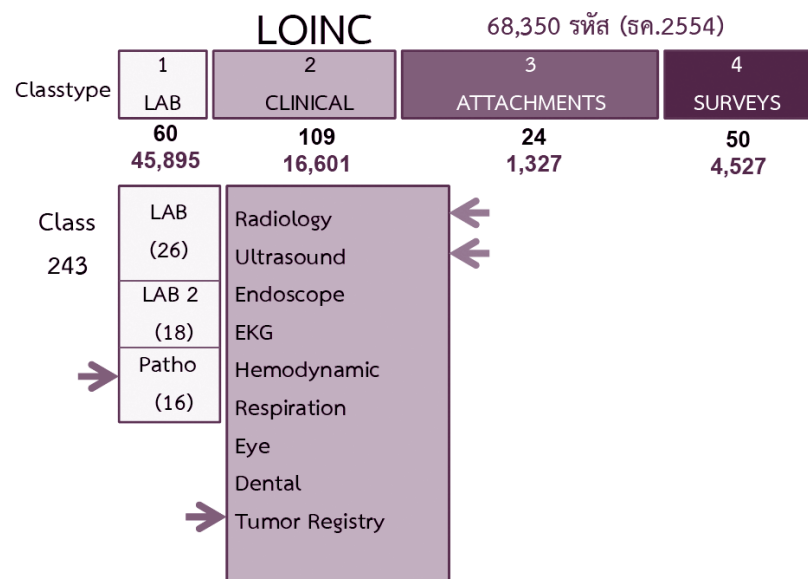 LOINC 68,350 รหัส (ธค.2554)
Classtype
1 2 3 4
LAB CLINICAL ATTACHMENTS SURVEYS
60 109 24 50
45,895 16,601 1,327 4,527
Class
243
LAB
(26)
LAB 2
(18)
Patho
(16)
Radiology
Ultrasound
Endoscope
EKG
Hemodynamic
Respiration
Eye
Dental
Tumor Registry